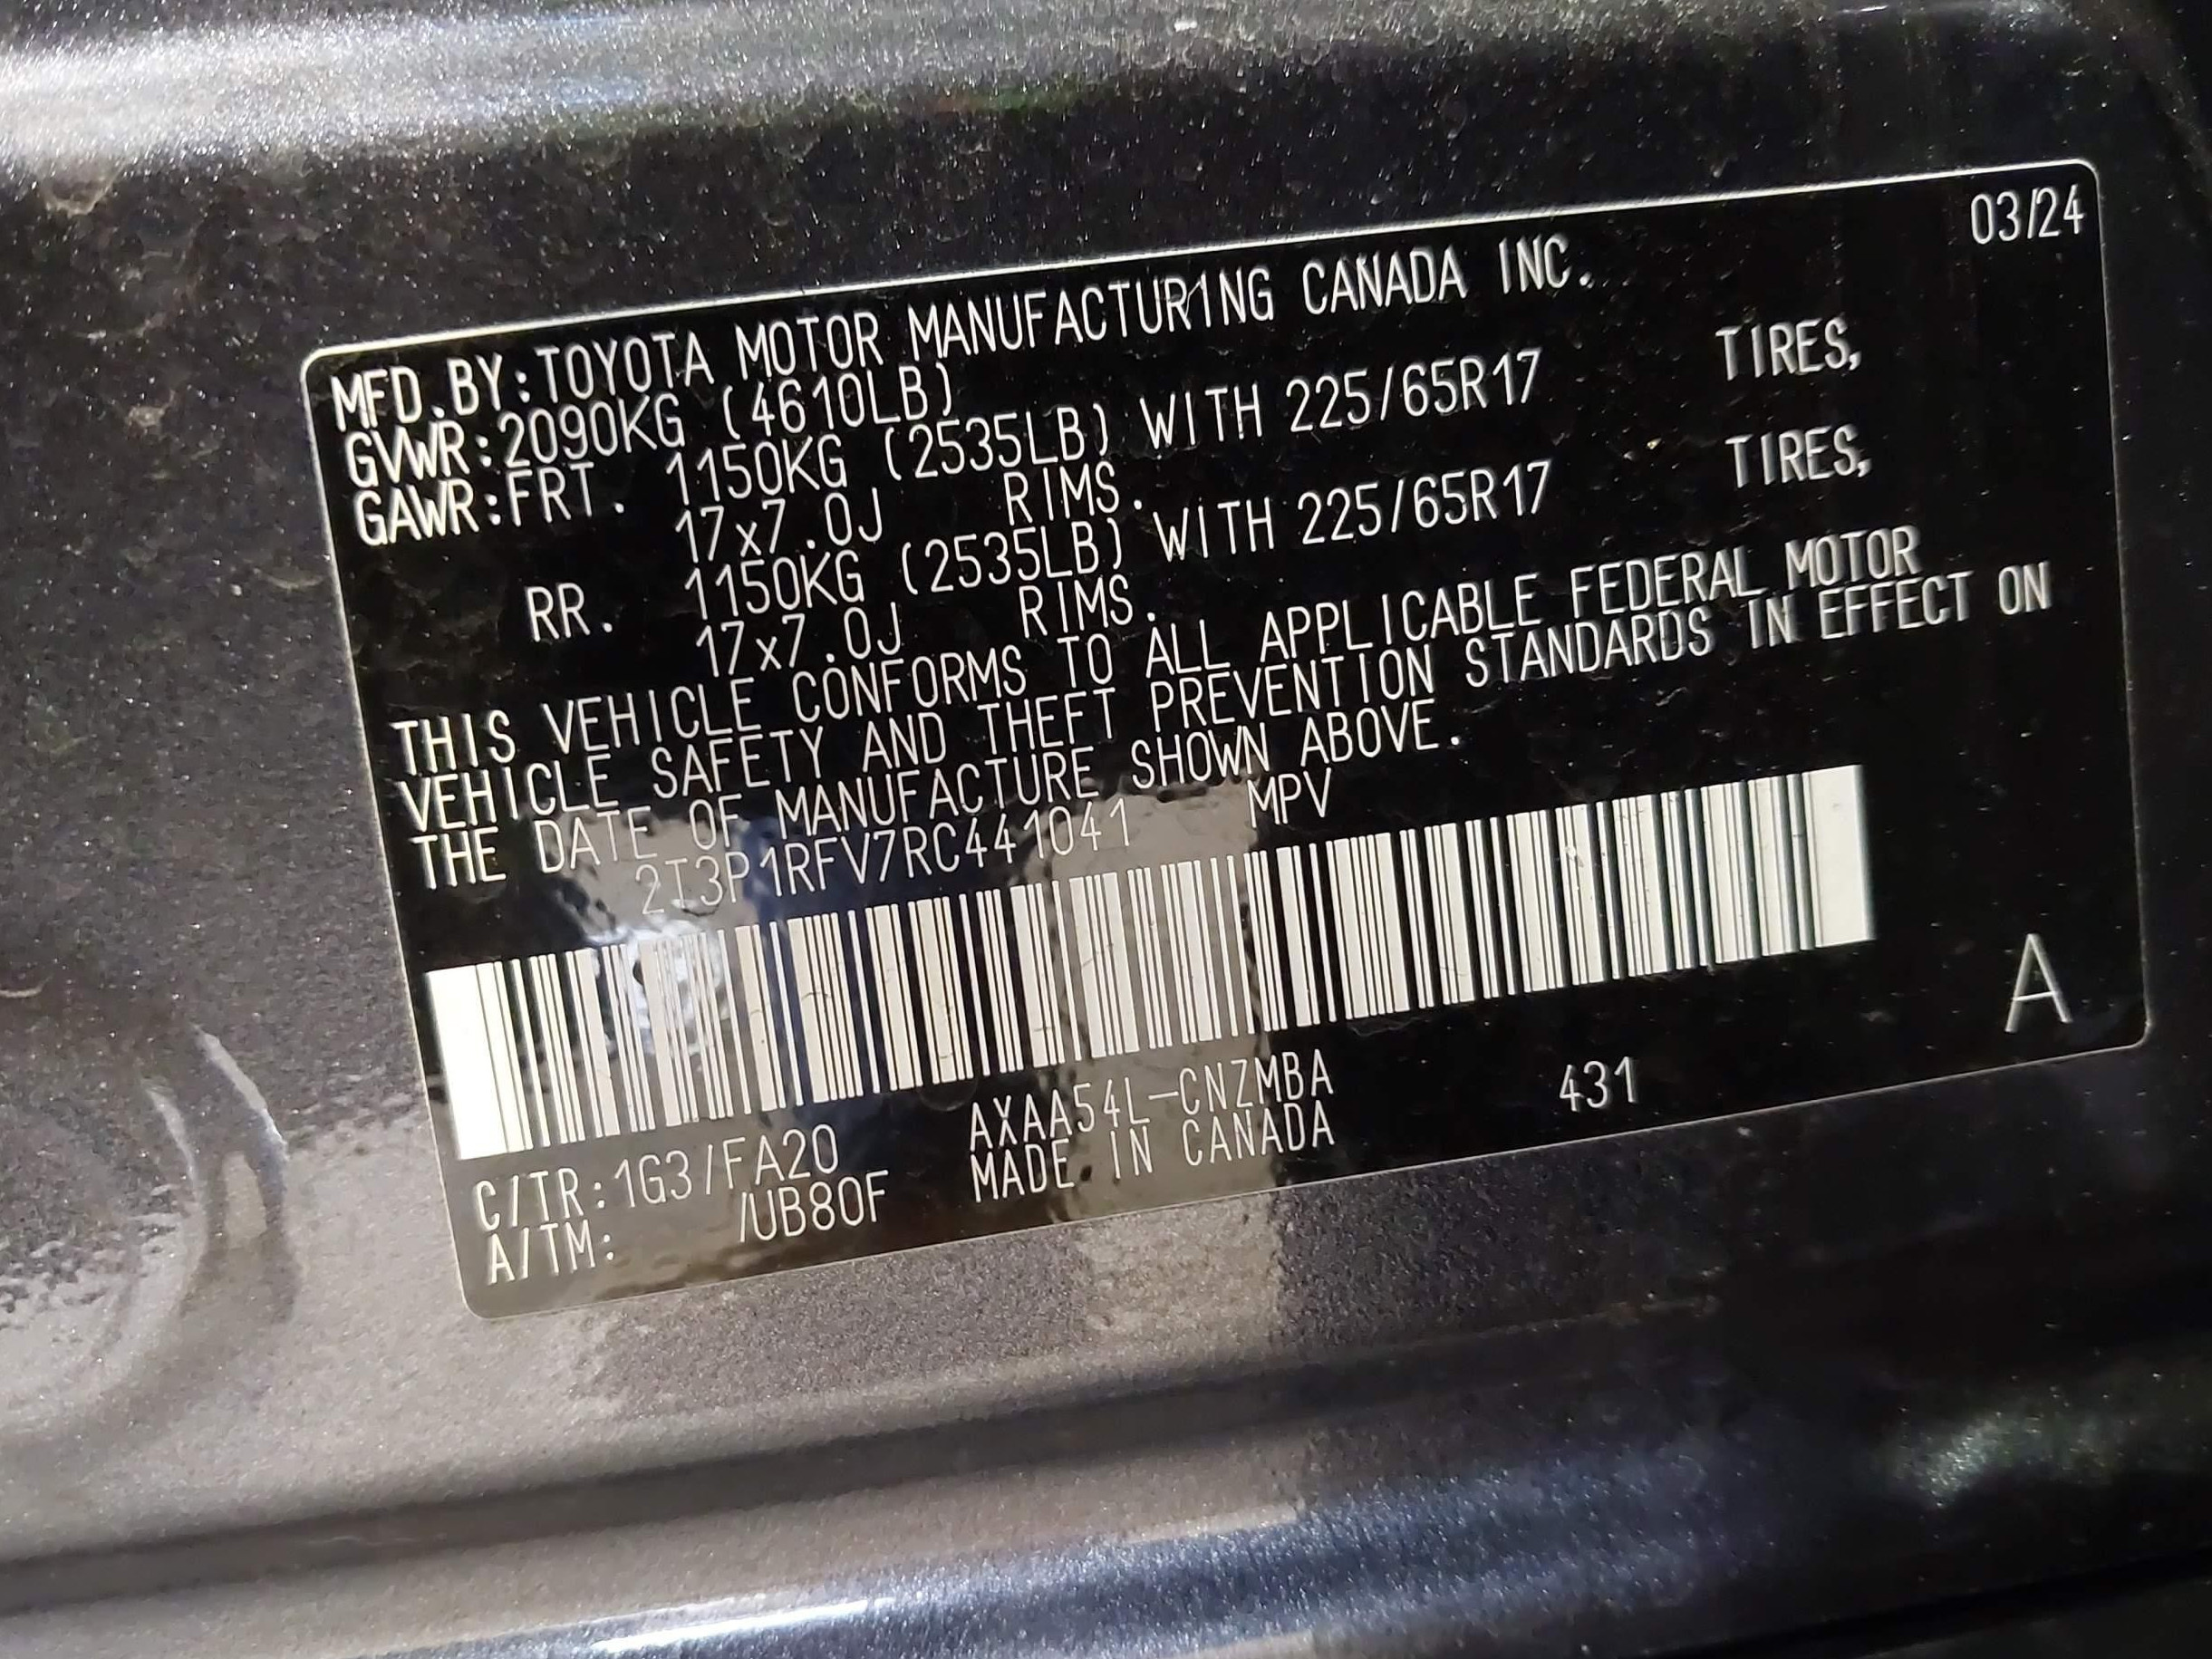 03/24
MFD.BY:TOYOTA MOTOR MANUFACTURING CANADA INC.
GVWR:2090KG (4610LB)
GAWR:FRT. 1150KG (2535LB) WITH 225/65R17 TIRES,
17x7.0J RIMS.
RR. 1150KG (2535LB) WITH 225/65R17 TIRES,
17x7.0J RIMS.
THIS VEHICLE CONFORMS TO ALL APPLICABLE FEDERAL MOTOR
VEHICLE SAFETY AND THEFT PREVENTION STANDARDS IN EFFECT ON
THE DATE OF MANUFACTURE SHOWN ABOVE.
2T3P1RFV7RC441041 MPV
A
C/TR:1G3/FA20 AXAA54L-CNZMBA 431
A/TM: /UB80F MADE IN CANADA